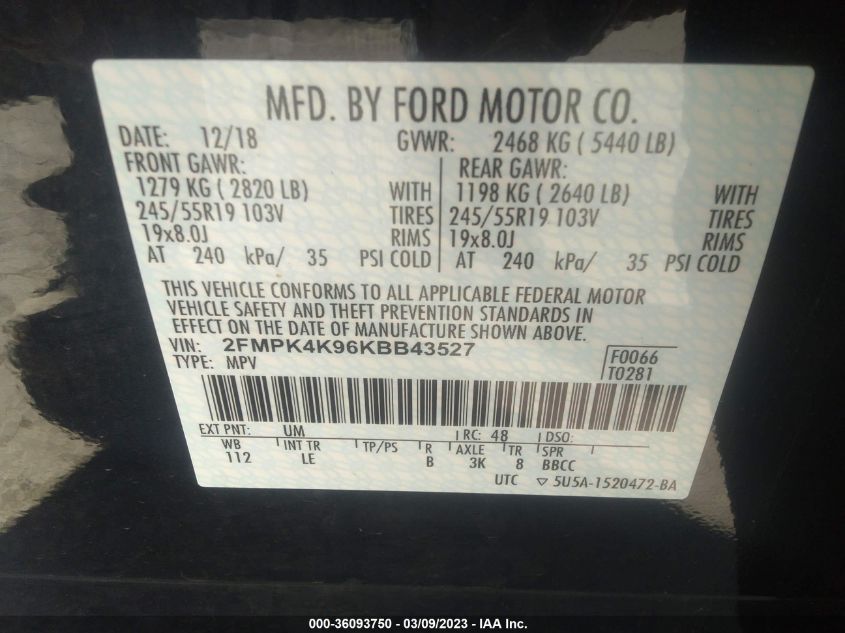 MFD. BY FORD MOTOR CO.
DATE: 12/18 GVWR: 2468 KG ( 5440 LB)
FRONT GAWR: REAR GAWR:
1279 KG ( 2820 LB) WITH 1198 KG ( 2640 LB) WITH
245/55R19 103V TIRES 245/55R19 103V TIRES
19x8.0J RIMS 19x8.0J RIMS
AT 240 kPa/ 35 PSI COLD AT 240 kPa/ 35 PSI COLD
THIS VEHICLE CONFORMS TO ALL APPLICABLE FEDERAL MOTOR
VEHICLE SAFETY AND THEFT PREVENTION STANDARDS IN
EFFECT ON THE DATE OF MANUFACTURE SHOWN ABOVE.
VIN: 2FMPK4K96KBB43527 F0066
TYPE: MPV T0281
EXT PNT: UM RC: 48 DSO:
WB INT TR TP/PS R AXLE TR SPR
112 LE B 3K 8 BBCC
UTC ▽ 5U5A-1520472-BA
000-36093750 — 03/09/2023 — IAA Inc.